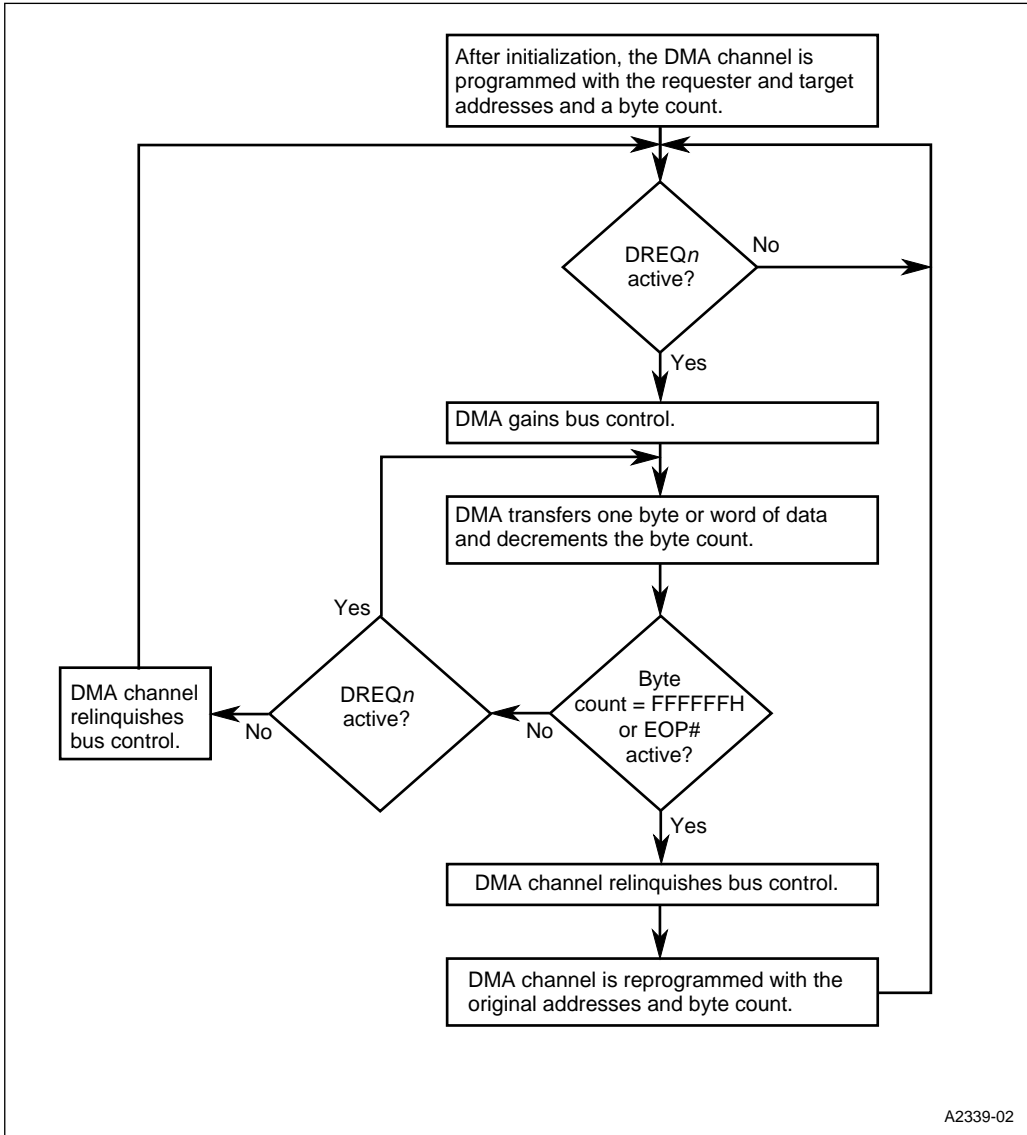 After initialization, the DMA channel is
programmed with the requester and target
addresses and a byte count.
DREQn
active?
No
Yes
DMA gains bus control.
DMA transfers one byte or word of data
and decrements the byte count.
Yes
DMA channel
relinquishes
bus control.
No
DREQn
active?
No
Byte
count = FFFFFFH
or EOP#
active?
Yes
DMA channel relinquishes bus control.
DMA channel is reprogrammed with the
original addresses and byte count.
A2339-02